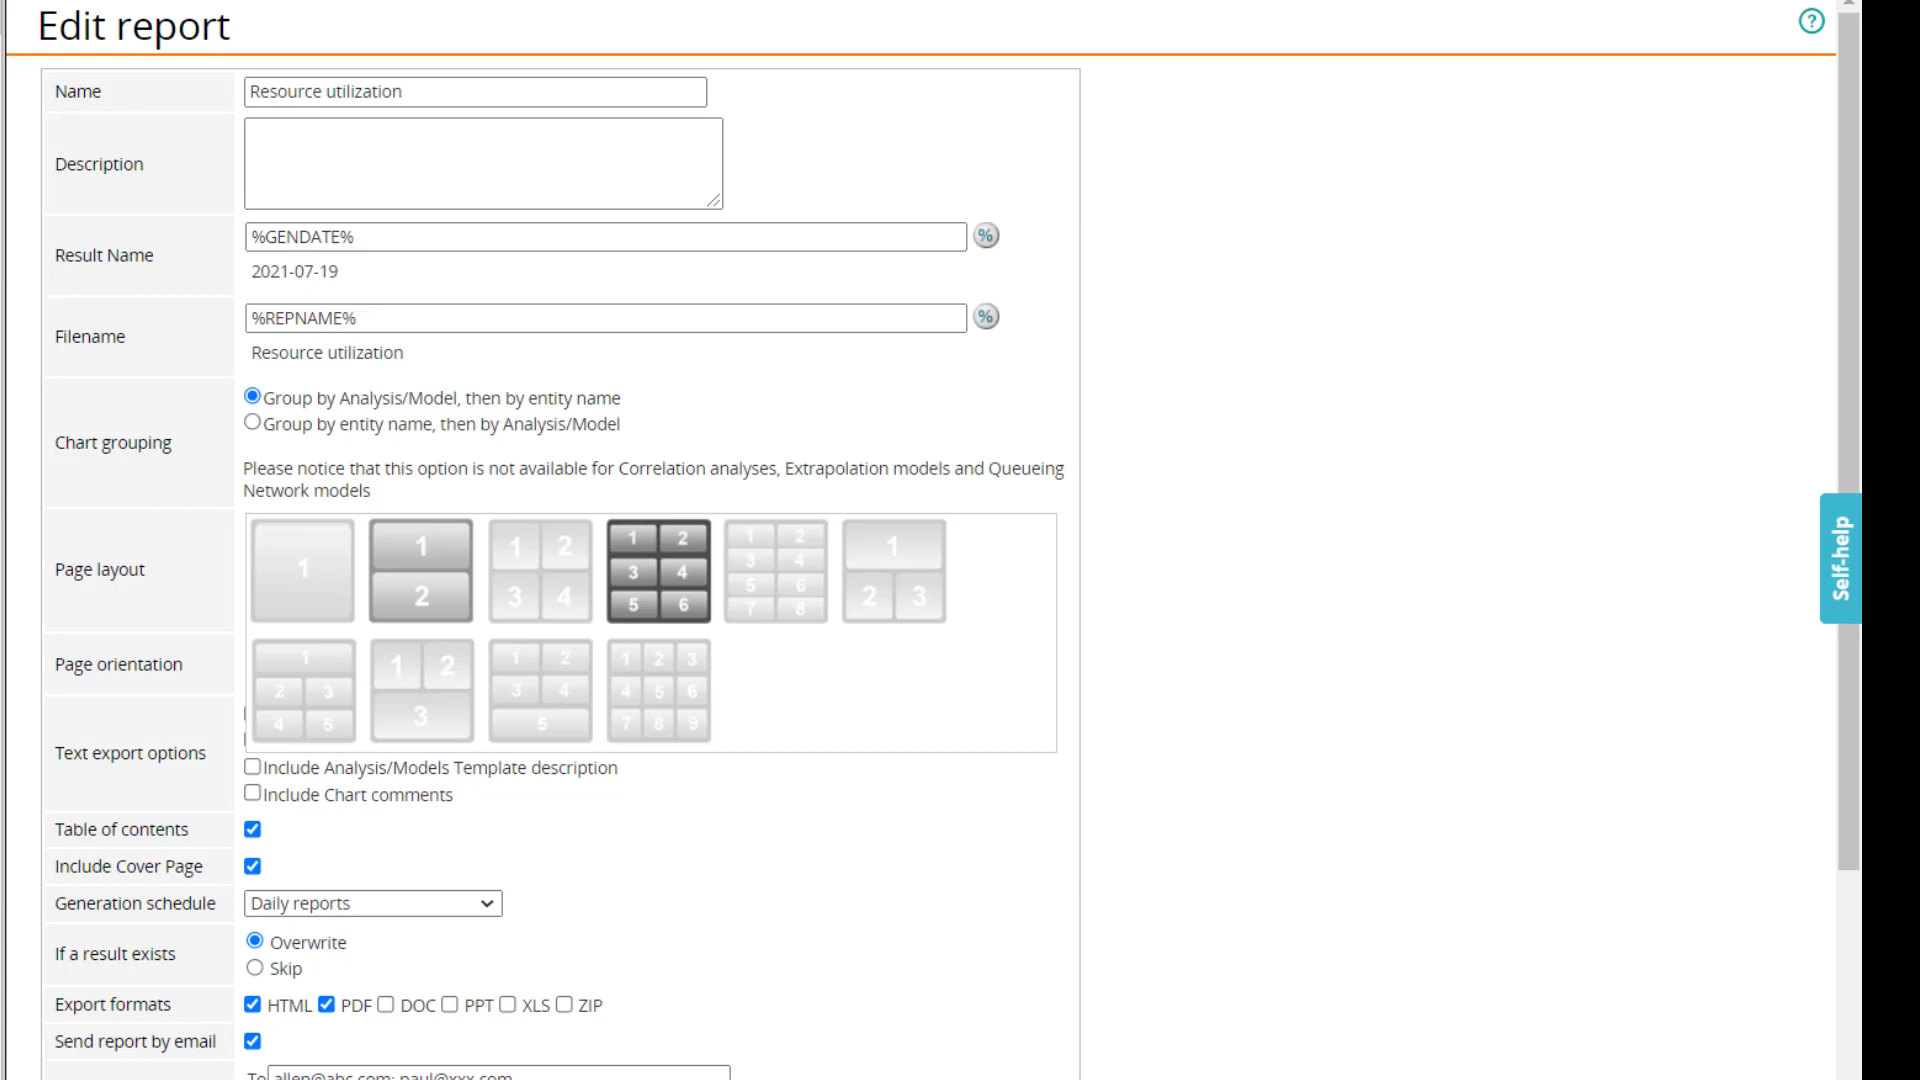 Edit report
?
Name
Resource utilization
Description
Result Name
%GENDATE%
%
2021-07-19
Filename
%REPNAME%
%
Resource utilization
Chart grouping
Group by Analysis/Model, then by entity name
Group by entity name, then by Analysis/Model
Please notice that this option is not available for Correlation analyses, Extrapolation models and Queueing
Network models
Page layout
1 1 1 2 1 2 1 2 1
3 4 3 4
2 3 4 5 6 5 6 2 3
7 8
Page orientation
1 1 2 1 2 1 2 3
2 3 3 4 4 5 6
4 5 3 5 7 8 9
Text export options
Include Analysis/Models Template description
Include Chart comments
Table of contents
Include Cover Page
Generation schedule
Daily reports
If a result exists
Overwrite
Skip
Export formats
HTML PDF DOC PPT XLS ZIP
Send report by email
To allen@abc.com; paul@xxx.com
Self-help